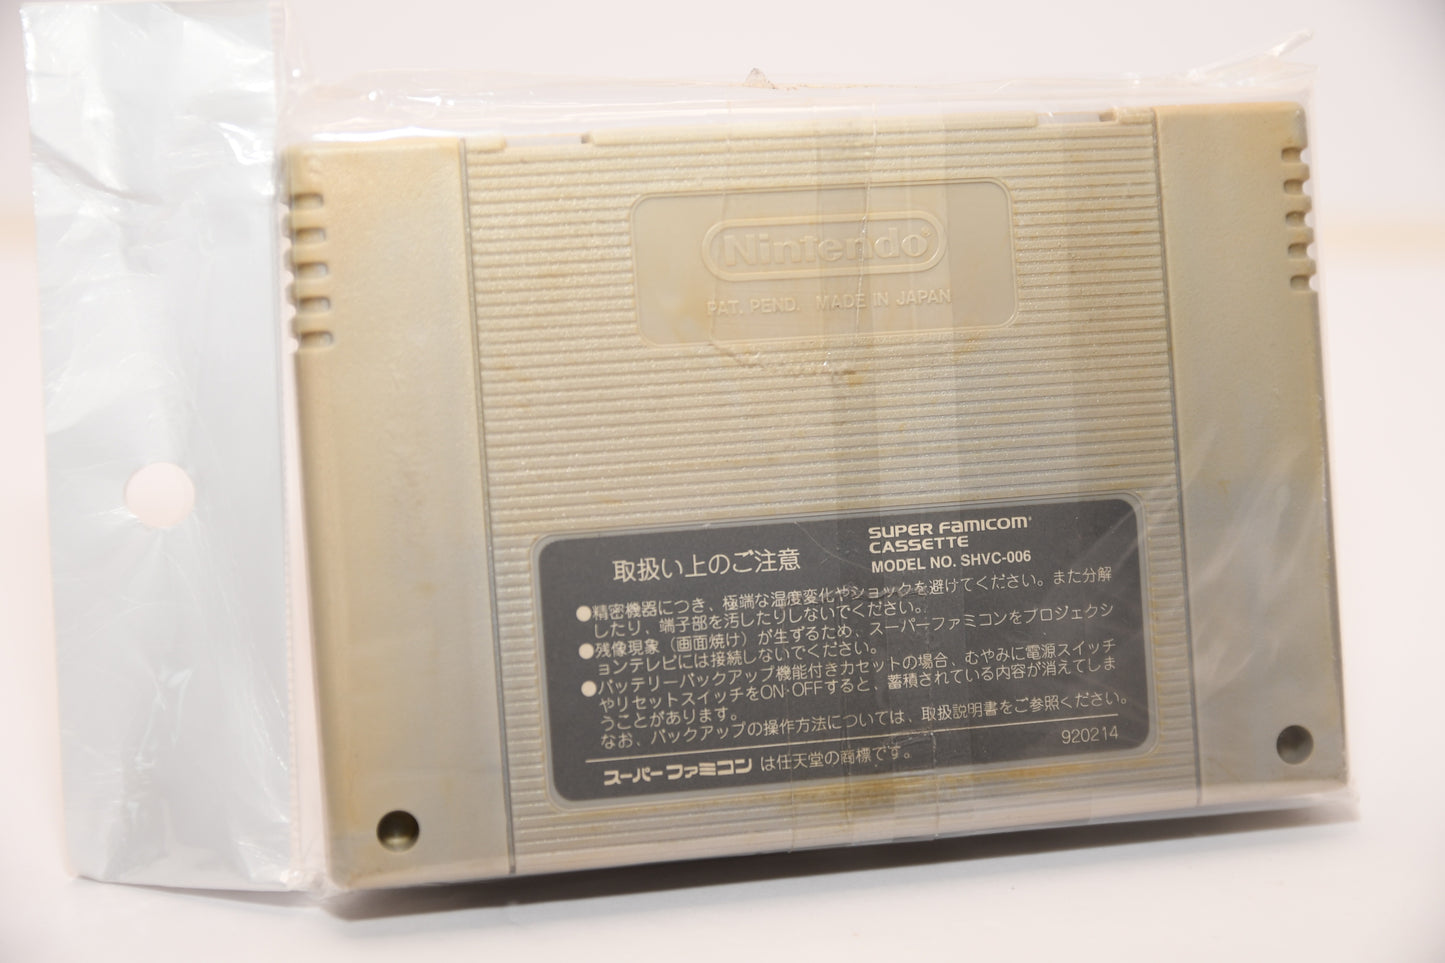 Nintendo®
PAT. PEND. MADE IN JAPAN
取扱い上のご注意
SUPER FAMICOM®
CASSETTE
MODEL NO. SHVC-006
●精密機器につき、極端な温度変化やショックを避けてください。また分解
したり、端子部を汚したりしないでください。
●残像現象（画面焼け）が生ずるため、スーパーファミコンをプロジェクシ
ョンテレビには接続しないでください。
●バッテリーバックアップ機能付きカセットの場合、むやみに電源スイッチ
やリセットスイッチをON・OFFすると、蓄積されている内容が消えてしま
うことがあります。
なお、バックアップの操作方法については、取扱説明書をご参照ください。
スーパーファミコン は任天堂の商標です。
920214